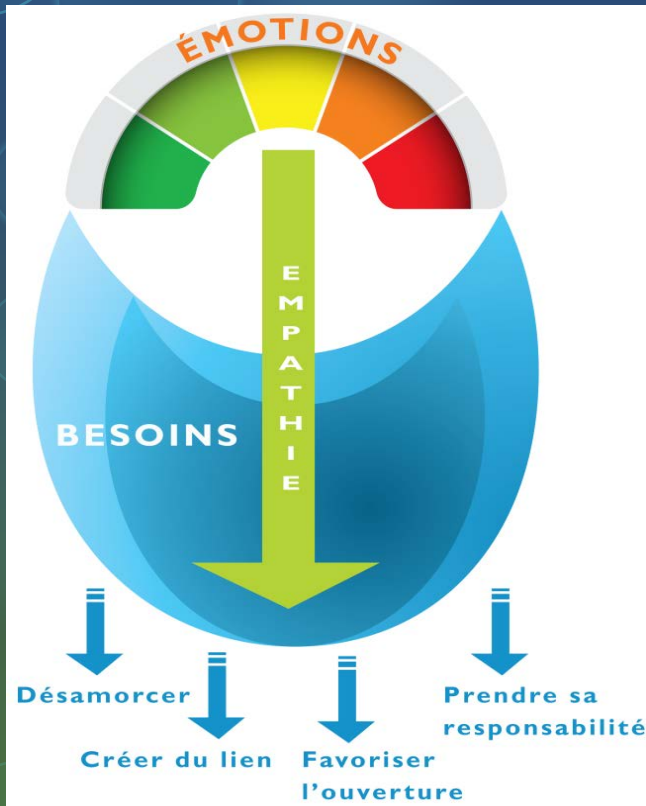 ÉMOTIONS
EMPATHIE
BESOINS
Désamorcer
Créer du lien
Favoriser
l'ouverture
Prendre sa
responsabilité